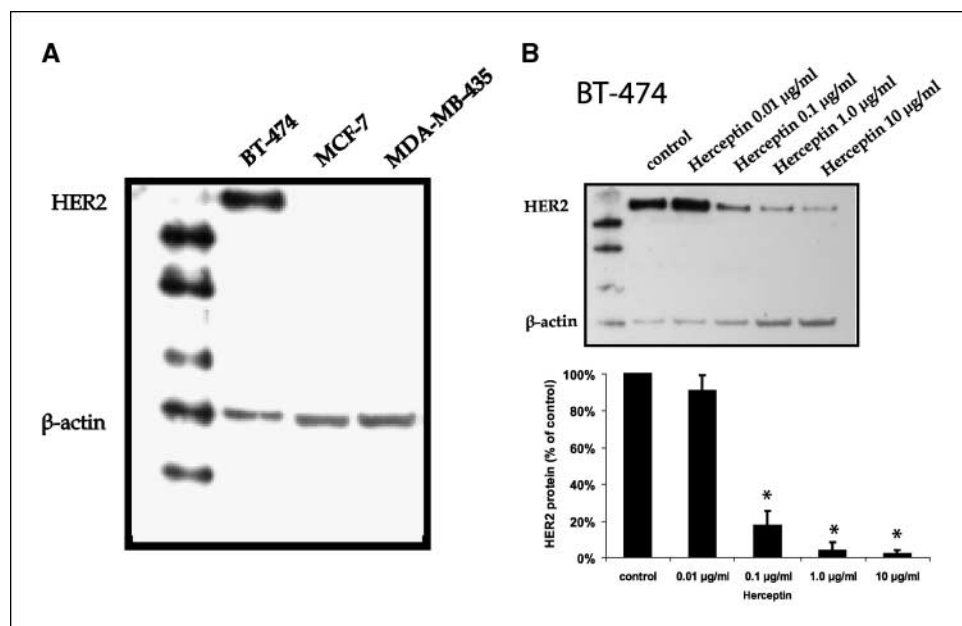 A
BT-474
MCF-7
MDA-MB-435
HER2
β-actin
B
BT-474
control
Herceptin 0.01 µg/ml
Herceptin 0.1 µg/ml
Herceptin 1.0 µg/ml
Herceptin 10 µg/ml
HER2
β-actin
HER2 protein (% of control)
100%
80%
60%
40%
20%
0%
*
*
*
control
0.01 µg/ml
0.1 µg/ml
1.0 µg/ml
10 µg/ml
Herceptin